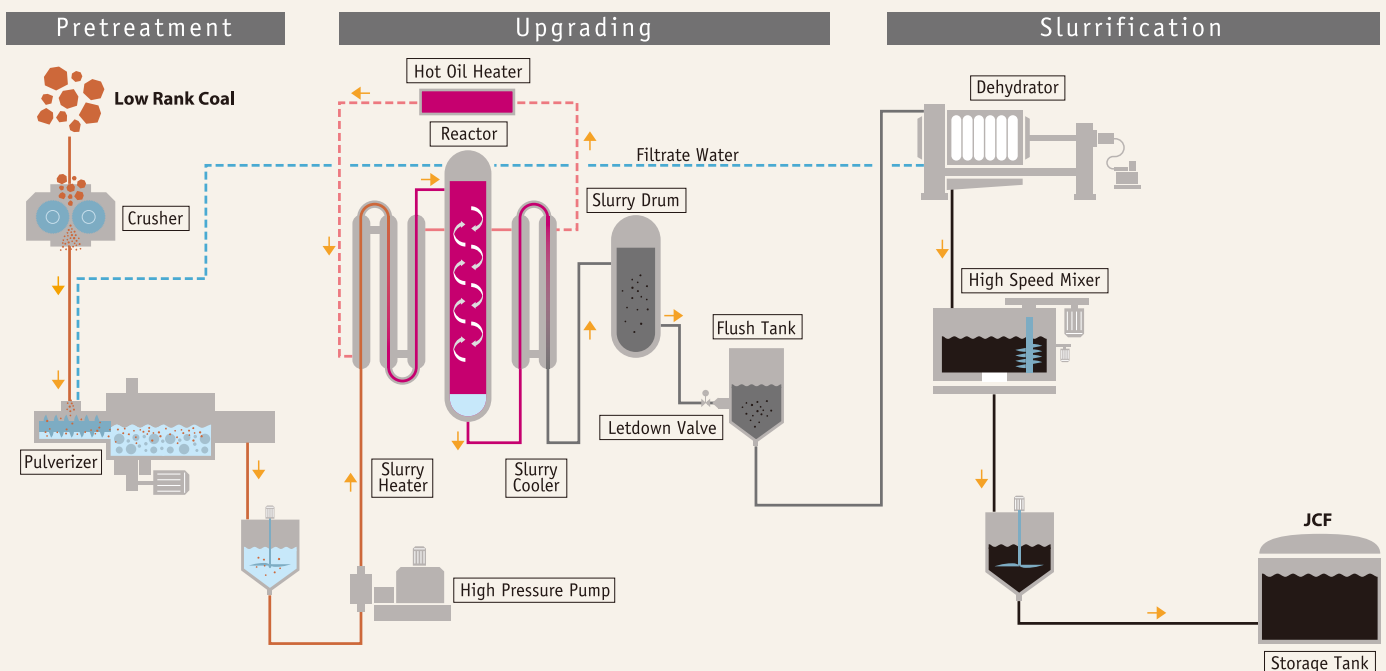 Pretreatment
Upgrading
Slurrification
Low Rank Coal
Crusher
Pulverizer
Hot Oil Heater
Reactor
Filtrate Water
Slurry Drum
Flush Tank
Letdown Valve
Slurry
Heater
Slurry
Cooler
High Pressure Pump
Dehydrator
High Speed Mixer
JCF
Storage Tank